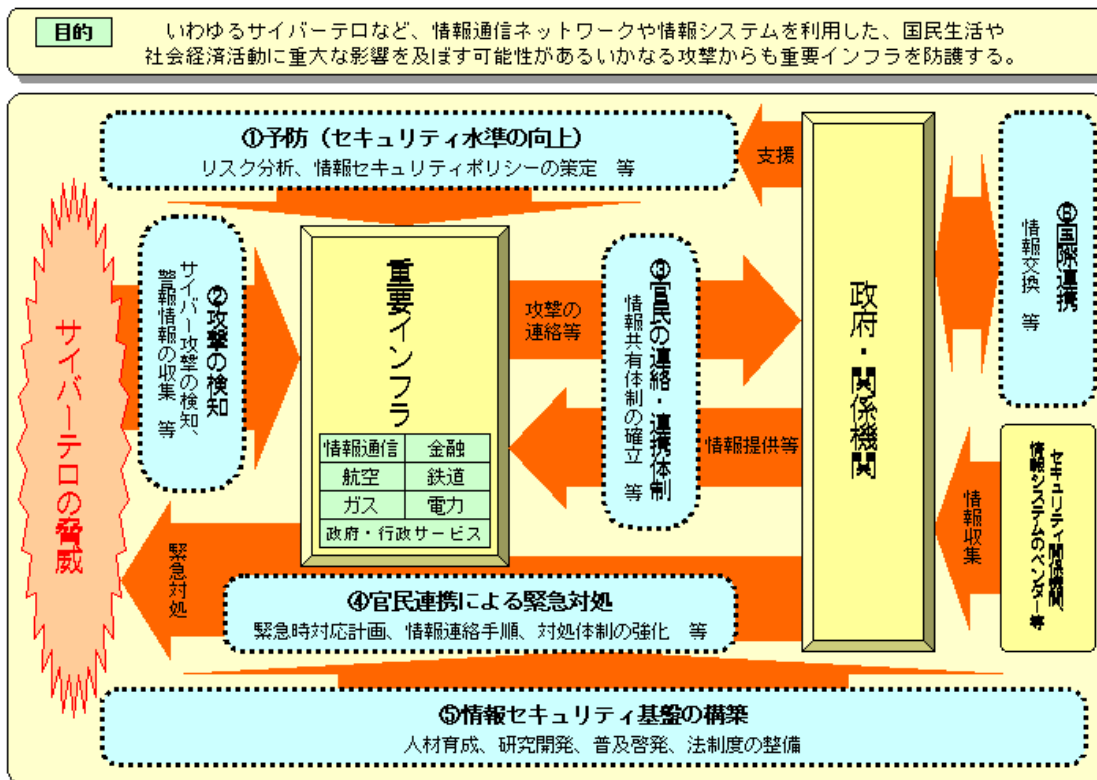 目的
いわゆるサイバーテロなど、情報通信ネットワークや情報システムを利用した、国民生活や
社会経済活動に重大な影響を及ぼす可能性があるいかなる攻撃からも重要インフラを防護する。
①予防（セキュリティ水準の向上）
リスク分析、情報セキュリティポリシーの策定　等
支援
サイバーテロの脅威
②攻撃の検知
サイバー攻撃の検知、
警報情報の収集　等
重要インフラ
情報通信
金融
航空
鉄道
ガス
電力
政府・行政サービス
攻撃の
連絡等
③官民の連絡・連携体制
情報共有体制の確立　等
情報提供等
政府・関係機関
⑥国際連携
情報交換　等
情報収集
セキュリティ関係機関、
情報システムのベンダー等
緊急対処
④官民連携による緊急対処
緊急時対応計画、情報連絡手順、対処体制の強化　等
⑤情報セキュリティ基盤の構築
人材育成、研究開発、普及啓発、法制度の整備